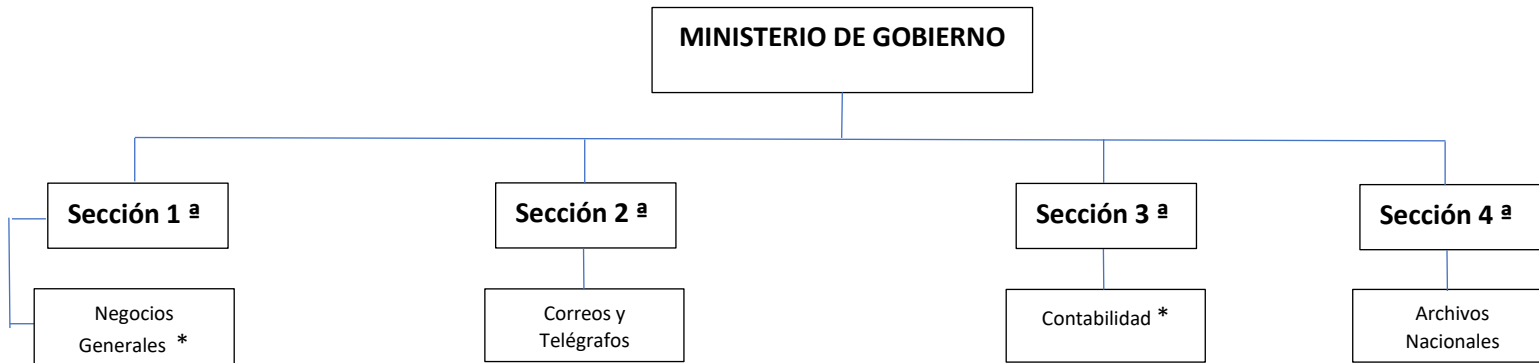 MINISTERIO DE GOBIERNO
Sección 1 ª
Sección 2 ª
Sección 3 ª
Sección 4 ª
Negocios
Generales *
Correos y
Telégrafos
Contabilidad *
Archivos
Nacionales